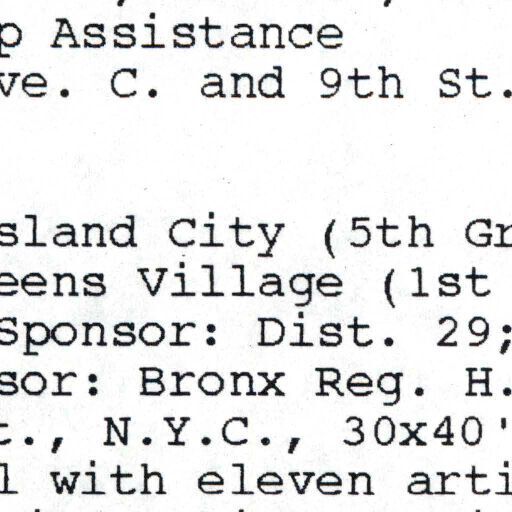 p Assistance
ve. C. and 9th St.
sland City (5th Gr
eens Village (1st
Sponsor: Dist. 29;
sor: Bronx Reg. H.
t., N.Y.C., 30x40'
l with eleven arti